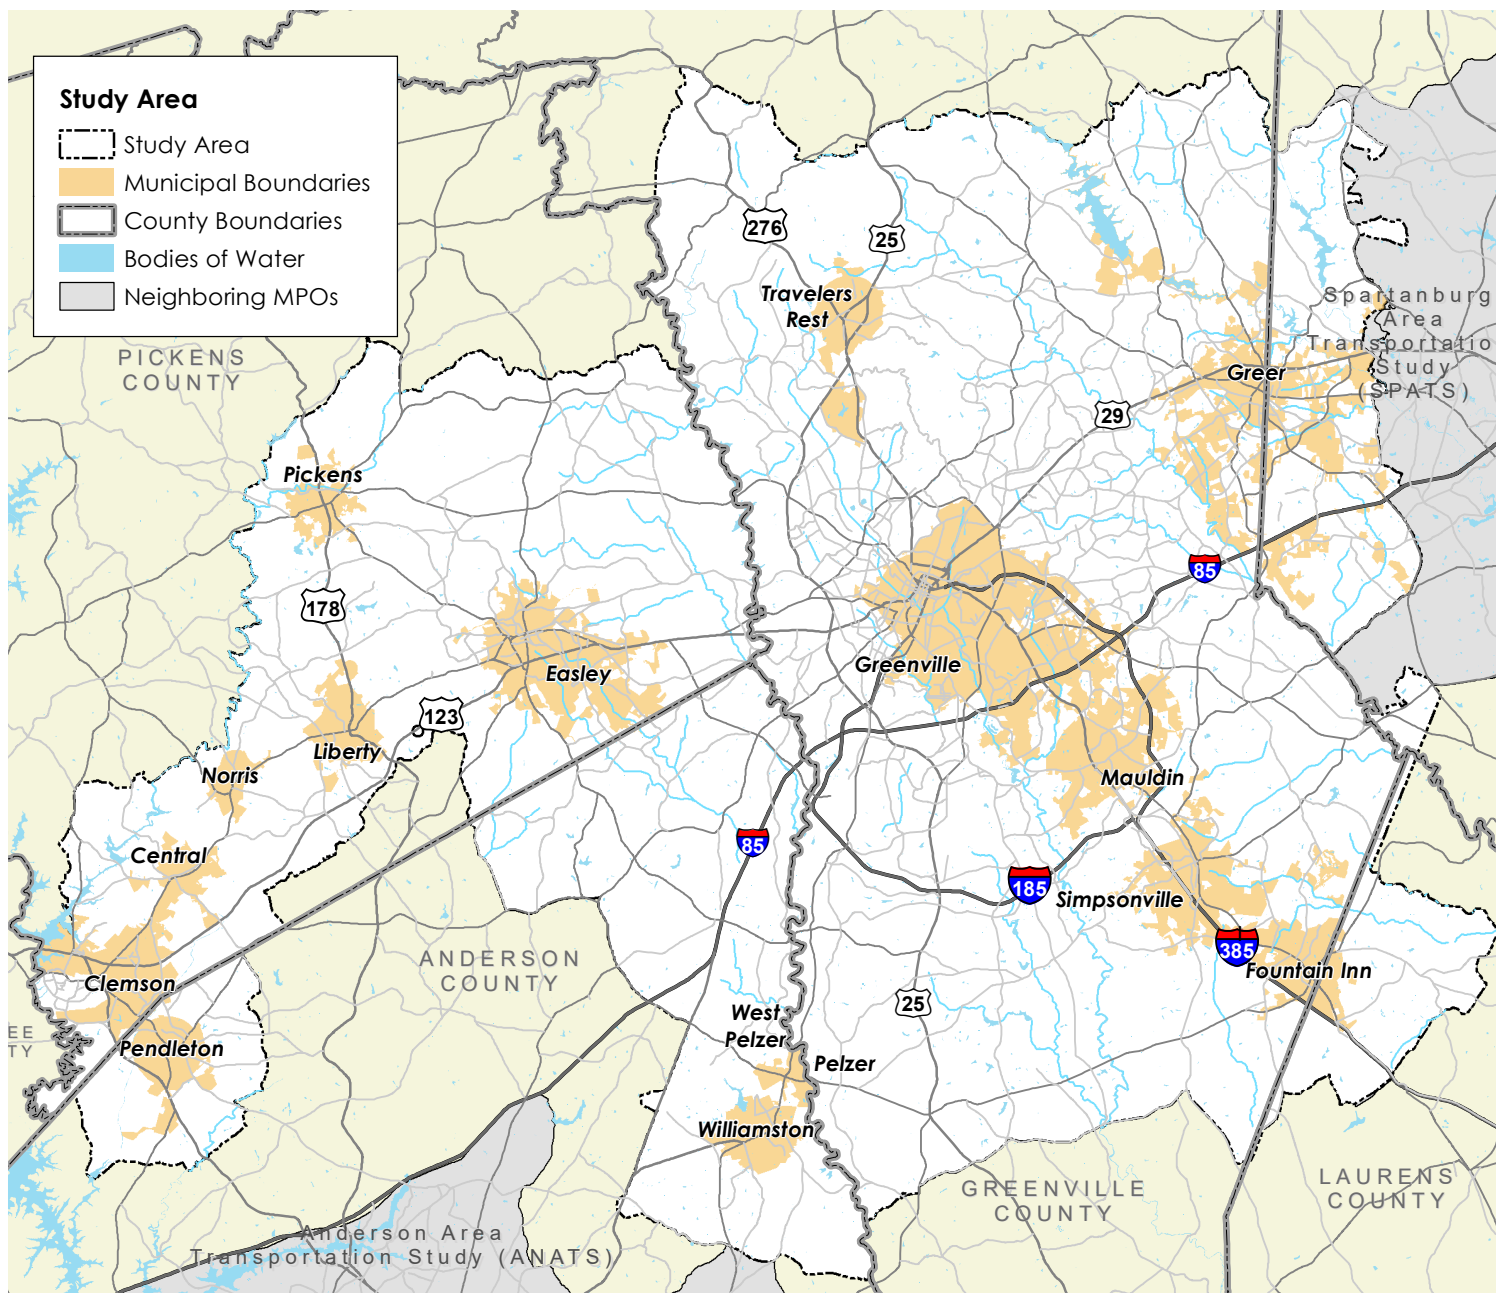 Study Area
Study Area
Municipal Boundaries
County Boundaries
Bodies of Water
Neighboring MPOs
276
25
Travelers
Rest
Spartanburg
Area
Transportatio
Study
(SPATS)
PICKENS
COUNTY
Greer
29
Pickens
85
178
Greenville
Easley
123
Liberty
Norris
Mauldin
85
Central
185
Simpsonville
385
Fountain Inn
ANDERSON
COUNTY
Clemson
25
West
Pelzer
EE
TY
Pendleton
Pelzer
Williamston
GREENVILLE
COUNTY
LAURENS
COUNTY
Anderson Area
Transportation Study (ANATS)